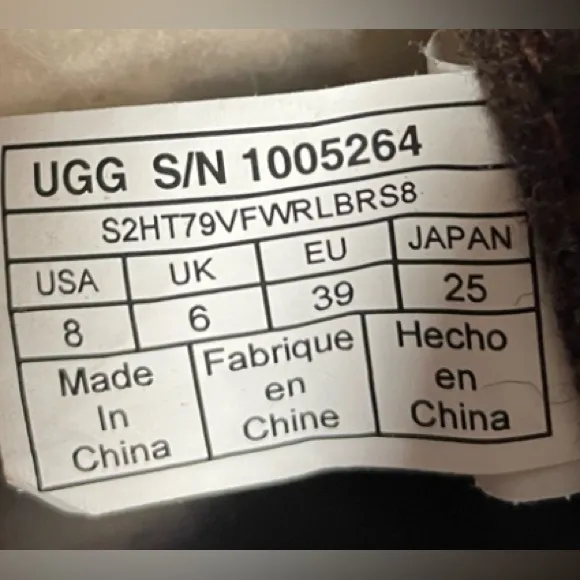 UGG S/N 1005264
S2HT79VFWRLBRS8
USA UK EU JAPAN
8 6 39 25
Made
In
China
Fabrique
en
Chine
Hecho
en
China